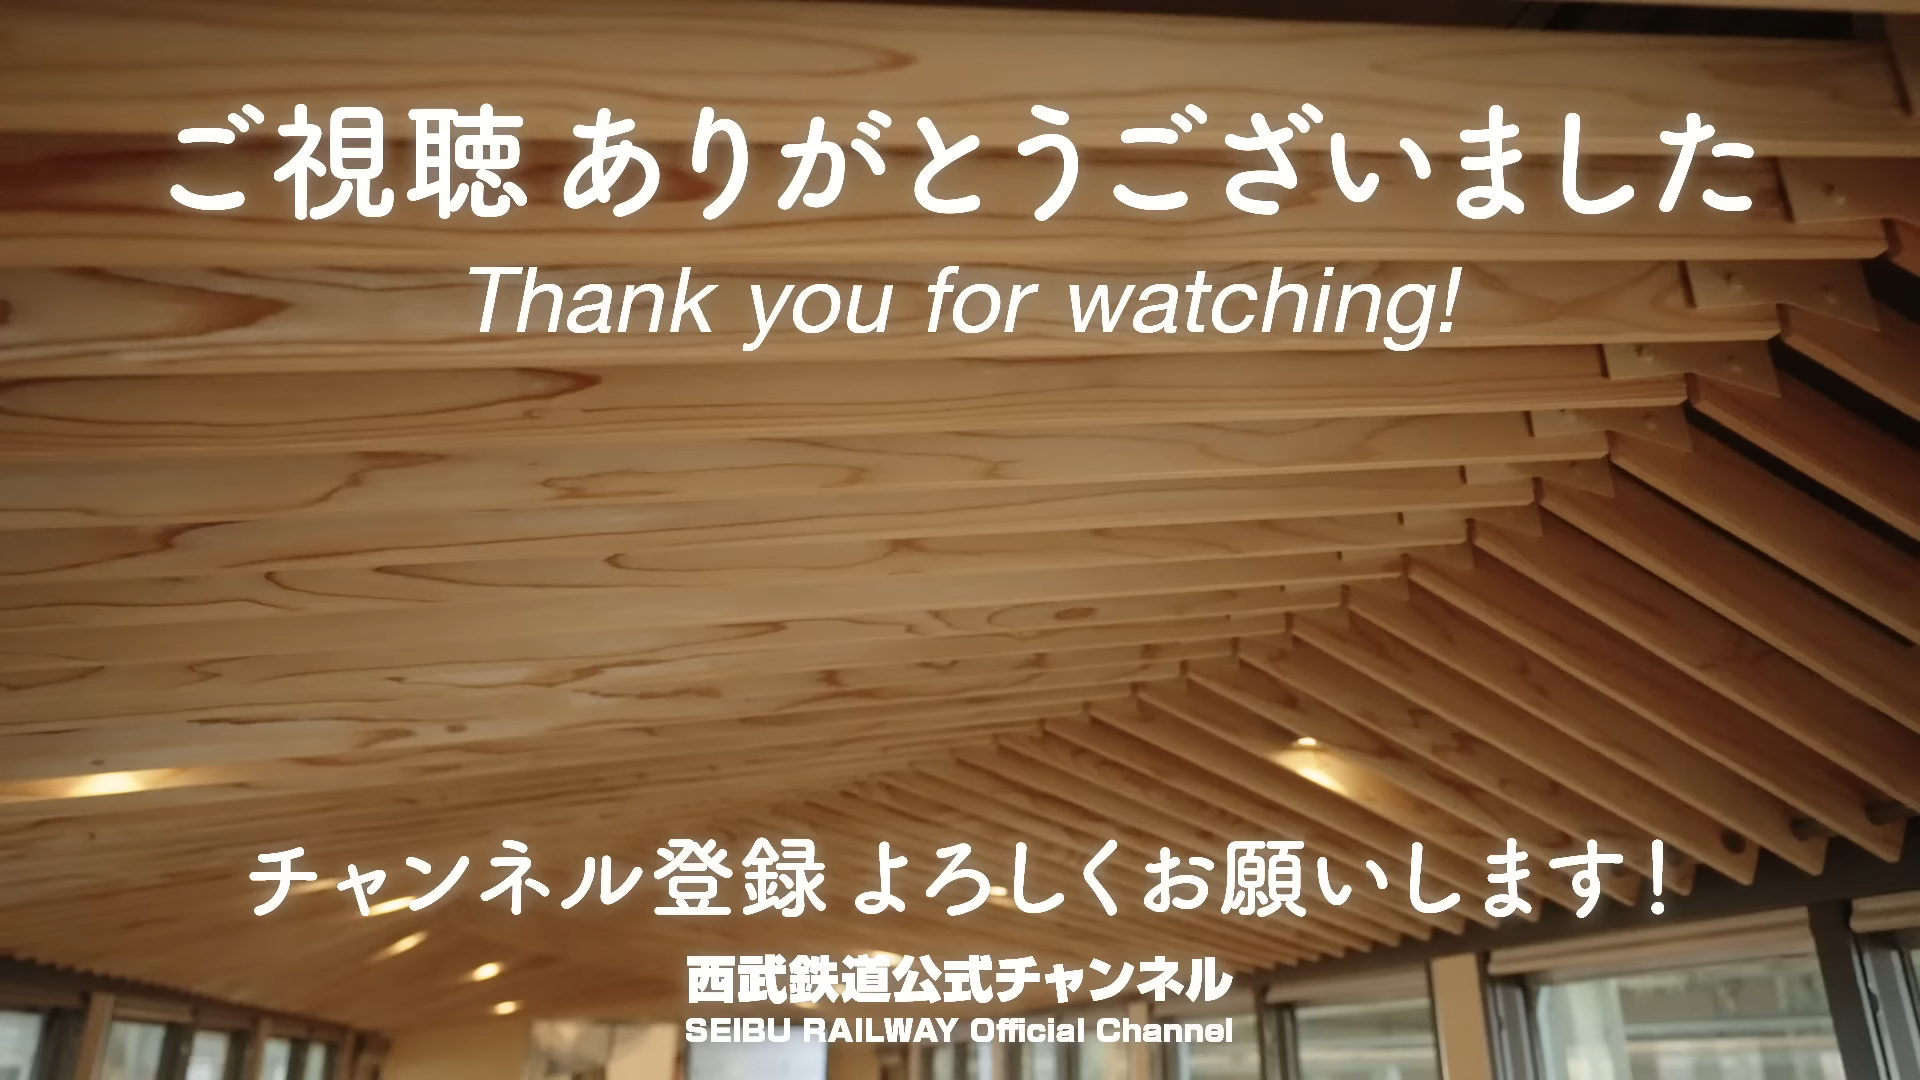 ご視聴 ありがとうございました
Thank you for watching!
チャンネル登録 よろしくお願いします!
西武鉄道公式チャンネル
SEIBU RAILWAY Official Channel